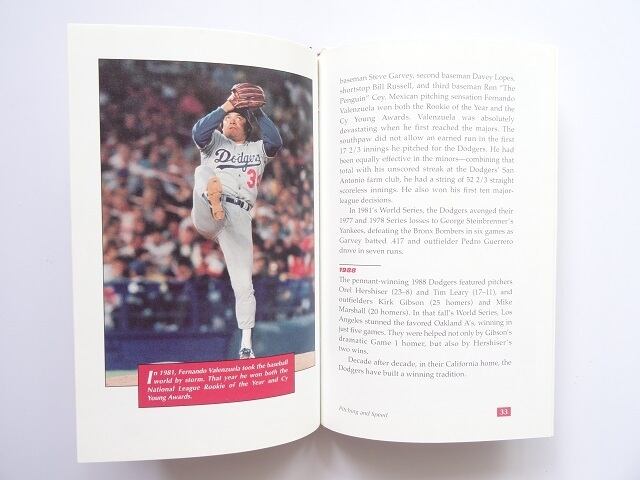 Dodgers
3
In 1981, Fernando Valenzuela took the baseball
world by storm. That year he won both the
National League Rookie of the Year and Cy
Young Awards.
baseman Steve Garvey, second baseman Davey Lopes,
shortstop Bill Russell, and third baseman Ron "The
Penguin" Cey. Mexican pitching sensation Fernando
Valenzuela won both the Rookie of the Year and the
Cy Young Awards. Valenzuela was absolutely
devastating when he first reached the majors. The
southpaw did not allow an earned run in the first
17 2/3 innings he pitched for the Dodgers. He had
been equally effective in the minors—combining that
total with his unscored streak at the Dodgers' San
Antonio farm club, he had a string of 52 2/3 straight
scoreless innings. He also won his first ten major-
league decisions.
In 1981's World Series, the Dodgers avenged their
1977 and 1978 Series losses to George Steinbrenner's
Yankees, defeating the Bronx Bombers in six games as
Garvey batted .417 and outfielder Pedro Guerrero
drove in seven runs.
1988
The pennant-winning 1988 Dodgers featured pitchers
Orel Hershiser (23–8) and Tim Leary (17–11), and
outfielders Kirk Gibson (25 homers) and Mike
Marshall (20 homers). In that fall's World Series, Los
Angeles stunned the favored Oakland A's, winning in
just five games. They were helped not only by Gibson's
dramatic Game 1 homer, but also by Hershiser's
two wins.
Decade after decade, in their California home, the
Dodgers have built a winning tradition.
Pitching and Speed
33